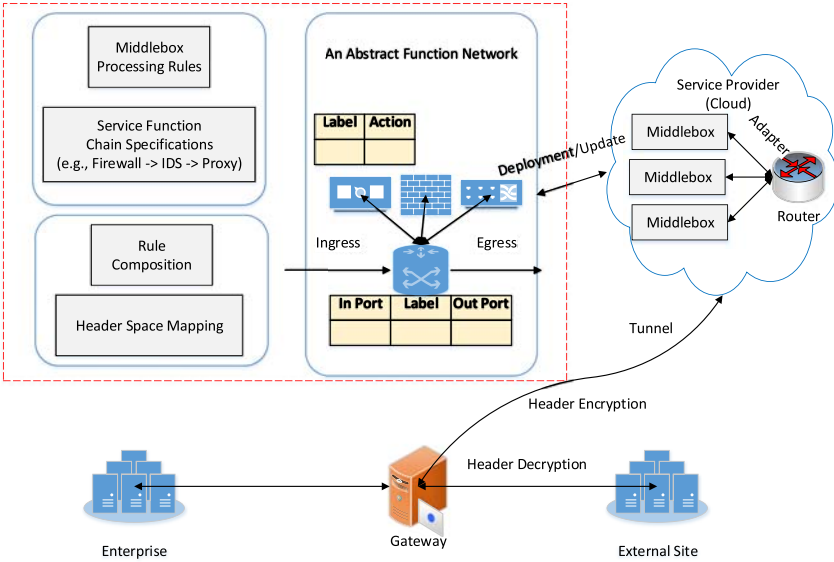 Middlebox
Processing Rules
Service Function
Chain Specifications
(e.g., Firewall -> IDS -> Proxy)
Rule
Composition
Header Space Mapping
An Abstract Function Network
Label Action
Ingress
Egress
In Port Label Out Port
Deployment/Update
Service Provider
(Cloud)
Middlebox
Middlebox
Middlebox
Adapter
Router
Tunnel
Header Encryption
Header Decryption
Enterprise
Gateway
External Site